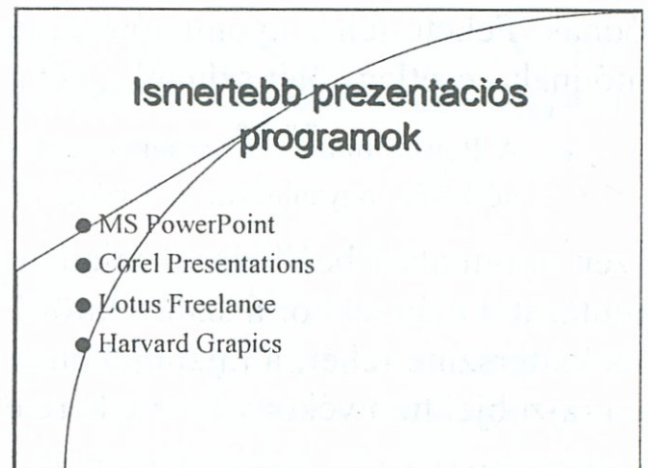 Ismertebb prezentációs
programok
● MS PowerPoint
● Corel Presentations
● Lotus Freelance
● Harvard Grapics